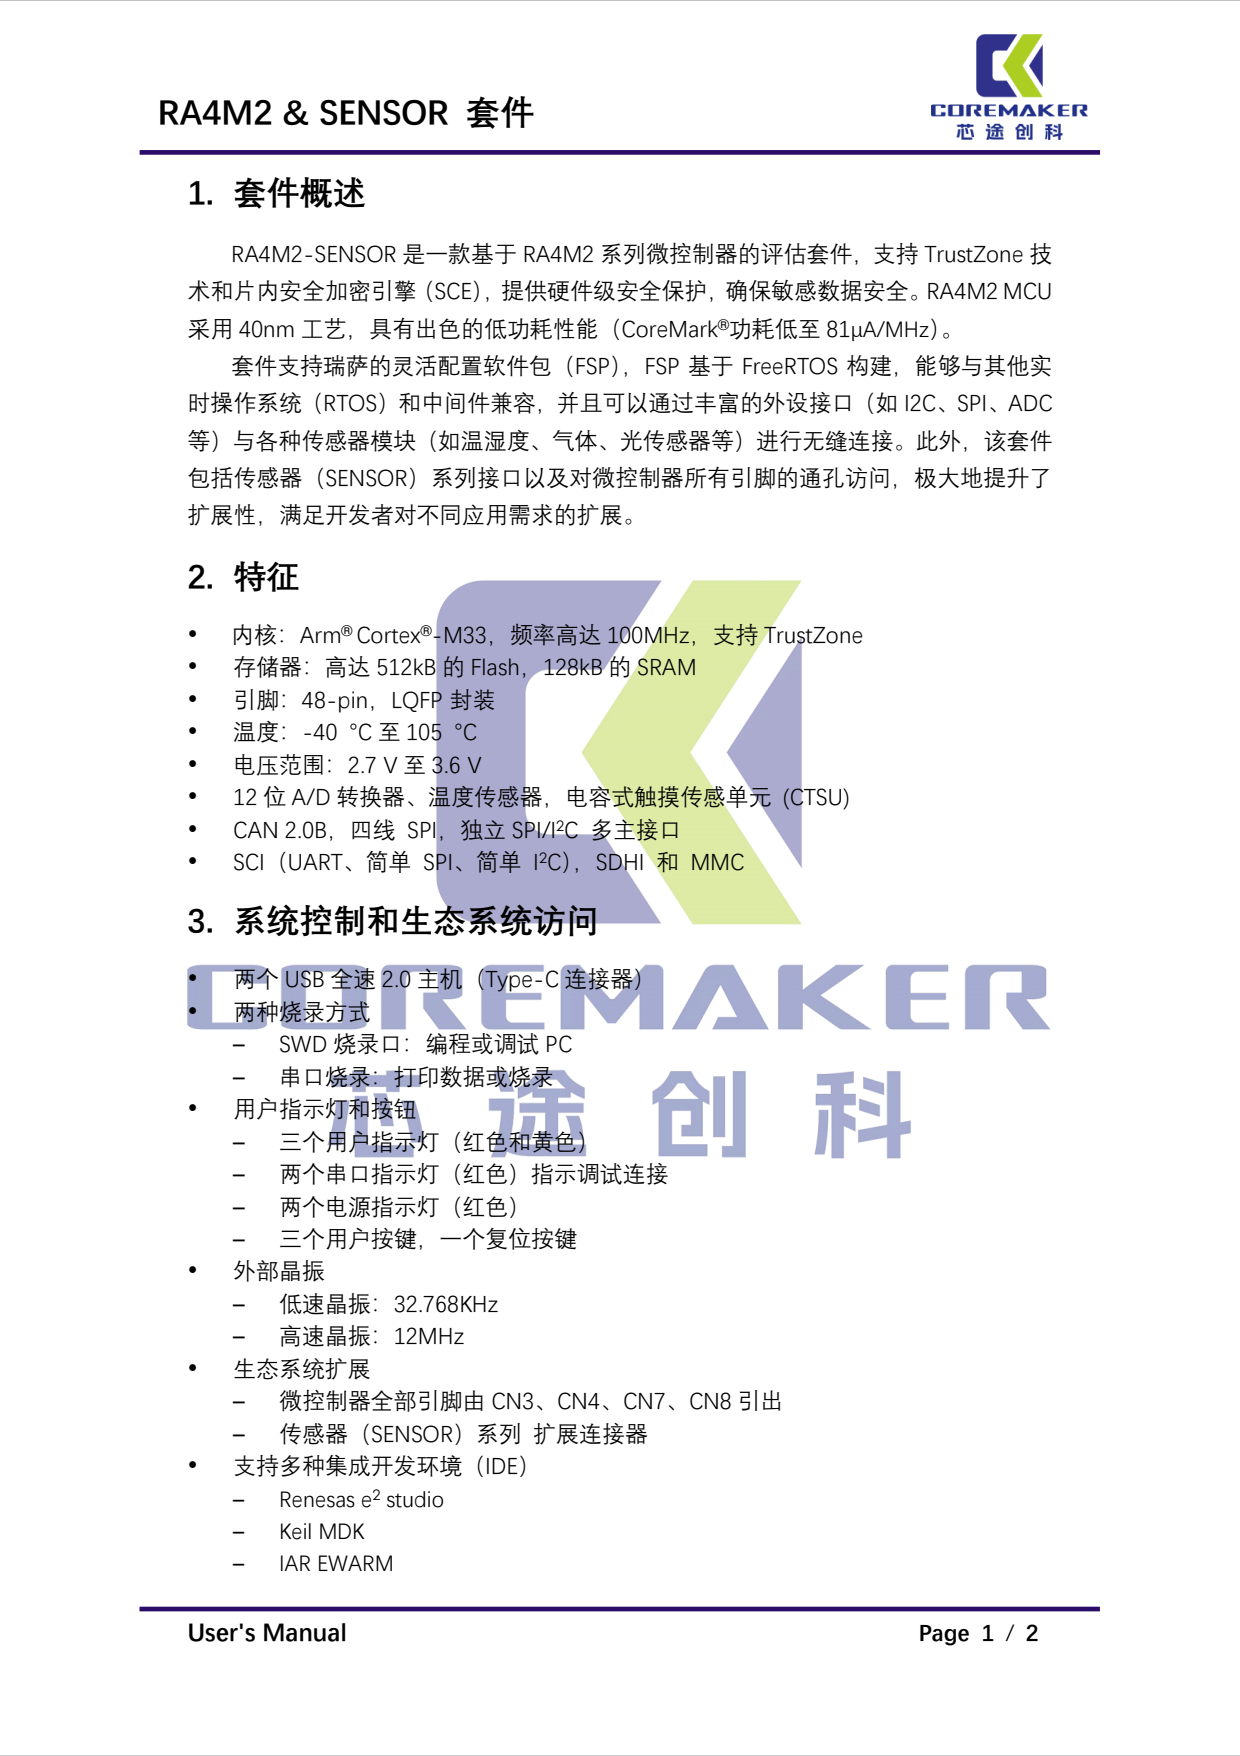 RA4M2 & SENSOR 套件
COREMAKER
芯途创科
1. 套件概述
RA4M2-SENSOR 是一款基于 RA4M2 系列微控制器的评估套件，支持 TrustZone 技
术和片内安全加密引擎（SCE），提供硬件级安全保护，确保敏感数据安全。RA4M2 MCU
采用 40nm 工艺，具有出色的低功耗性能（CoreMark®功耗低至 81μA/MHz）。
套件支持瑞萨的灵活配置软件包（FSP），FSP 基于 FreeRTOS 构建，能够与其他实
时操作系统（RTOS）和中间件兼容，并且可以通过丰富的外设接口（如 I2C、SPI、ADC
等）与各种传感器模块（如温湿度、气体、光传感器等）进行无缝连接。此外，该套件
包括传感器（SENSOR）系列接口以及对微控制器所有引脚的通孔访问，极大地提升了
扩展性，满足开发者对不同应用需求的扩展。
2. 特征
• 内核：Arm® Cortex®-M33，频率高达 100MHz，支持 TrustZone
• 存储器：高达 512kB 的 Flash，128kB 的 SRAM
• 引脚：48-pin，LQFP 封装
• 温度：-40 °C 至 105 °C
• 电压范围：2.7 V 至 3.6 V
• 12 位 A/D 转换器、温度传感器，电容式触摸传感单元 (CTSU)
• CAN 2.0B，四线 SPI，独立 SPI/I²C 多主接口
• SCI（UART、简单 SPI、简单 I²C），SDHI 和 MMC
3. 系统控制和生态系统访问
• 两个 USB 全速 2.0 主机（Type-C 连接器）
• 两种烧录方式
– SWD 烧录口：编程或调试 PC
– 串口烧录：打印数据或烧录
• 用户指示灯和按钮
– 三个用户指示灯（红色和黄色）
– 两个串口指示灯（红色）指示调试连接
– 两个电源指示灯（红色）
– 三个用户按键，一个复位按键
• 外部晶振
– 低速晶振：32.768KHz
– 高速晶振：12MHz
• 生态系统扩展
– 微控制器全部引脚由 CN3、CN4、CN7、CN8 引出
– 传感器（SENSOR）系列 扩展连接器
• 支持多种集成开发环境（IDE）
– Renesas e² studio
– Keil MDK
– IAR EWARM
COREMAKER
芯途创科
User's Manual Page 1 / 2